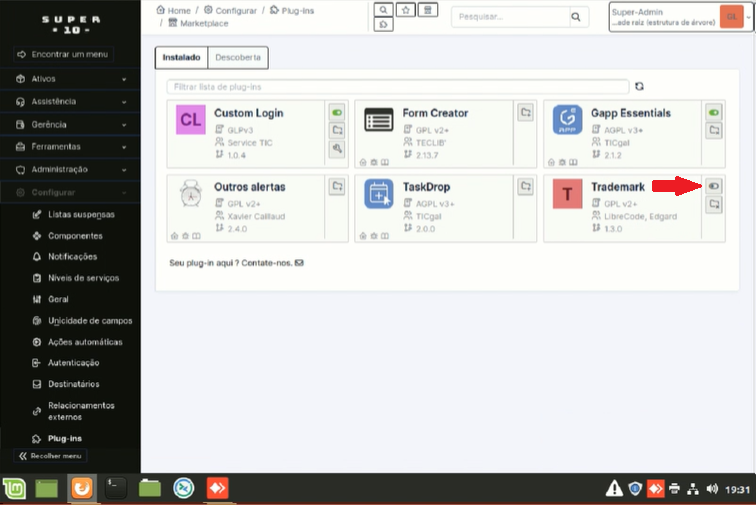 SUPER
- 10 -
Home / Configurar / Plug-ins
/ Marketplace
Pesquisar...
Super-Admin
...ade raiz (estrutura de árvore)
GL
Encontrar um menu
Ativos
Assistência
Gerência
Ferramentas
Administração
Configurar
Listas suspensas
Componentes
Notificações
Níveis de serviços
Geral
Unicidade de campos
Ações automáticas
Autenticação
Destinatários
Relacionamentos
externos
Plug-ins
Recolher menu
Instalado
Descoberta
Filtrar lista de plug-ins
CL
Custom Login
GLPv3
Service TIC
1.0.4
Form Creator
GPL v2+
TECLIB'
2.13.7
APP
Gapp Essentials
AGPL v3+
TICgal
2.1.2
Outros alertas
GPL v2+
Xavier Caillaud
2.4.0
TaskDrop
AGPL v3+
TICgal
2.0.0
T
Trademark
GPL v2+
LibreCode, Edgard
1.3.0
Seu plug-in aqui ? Contate-nos.
19:31